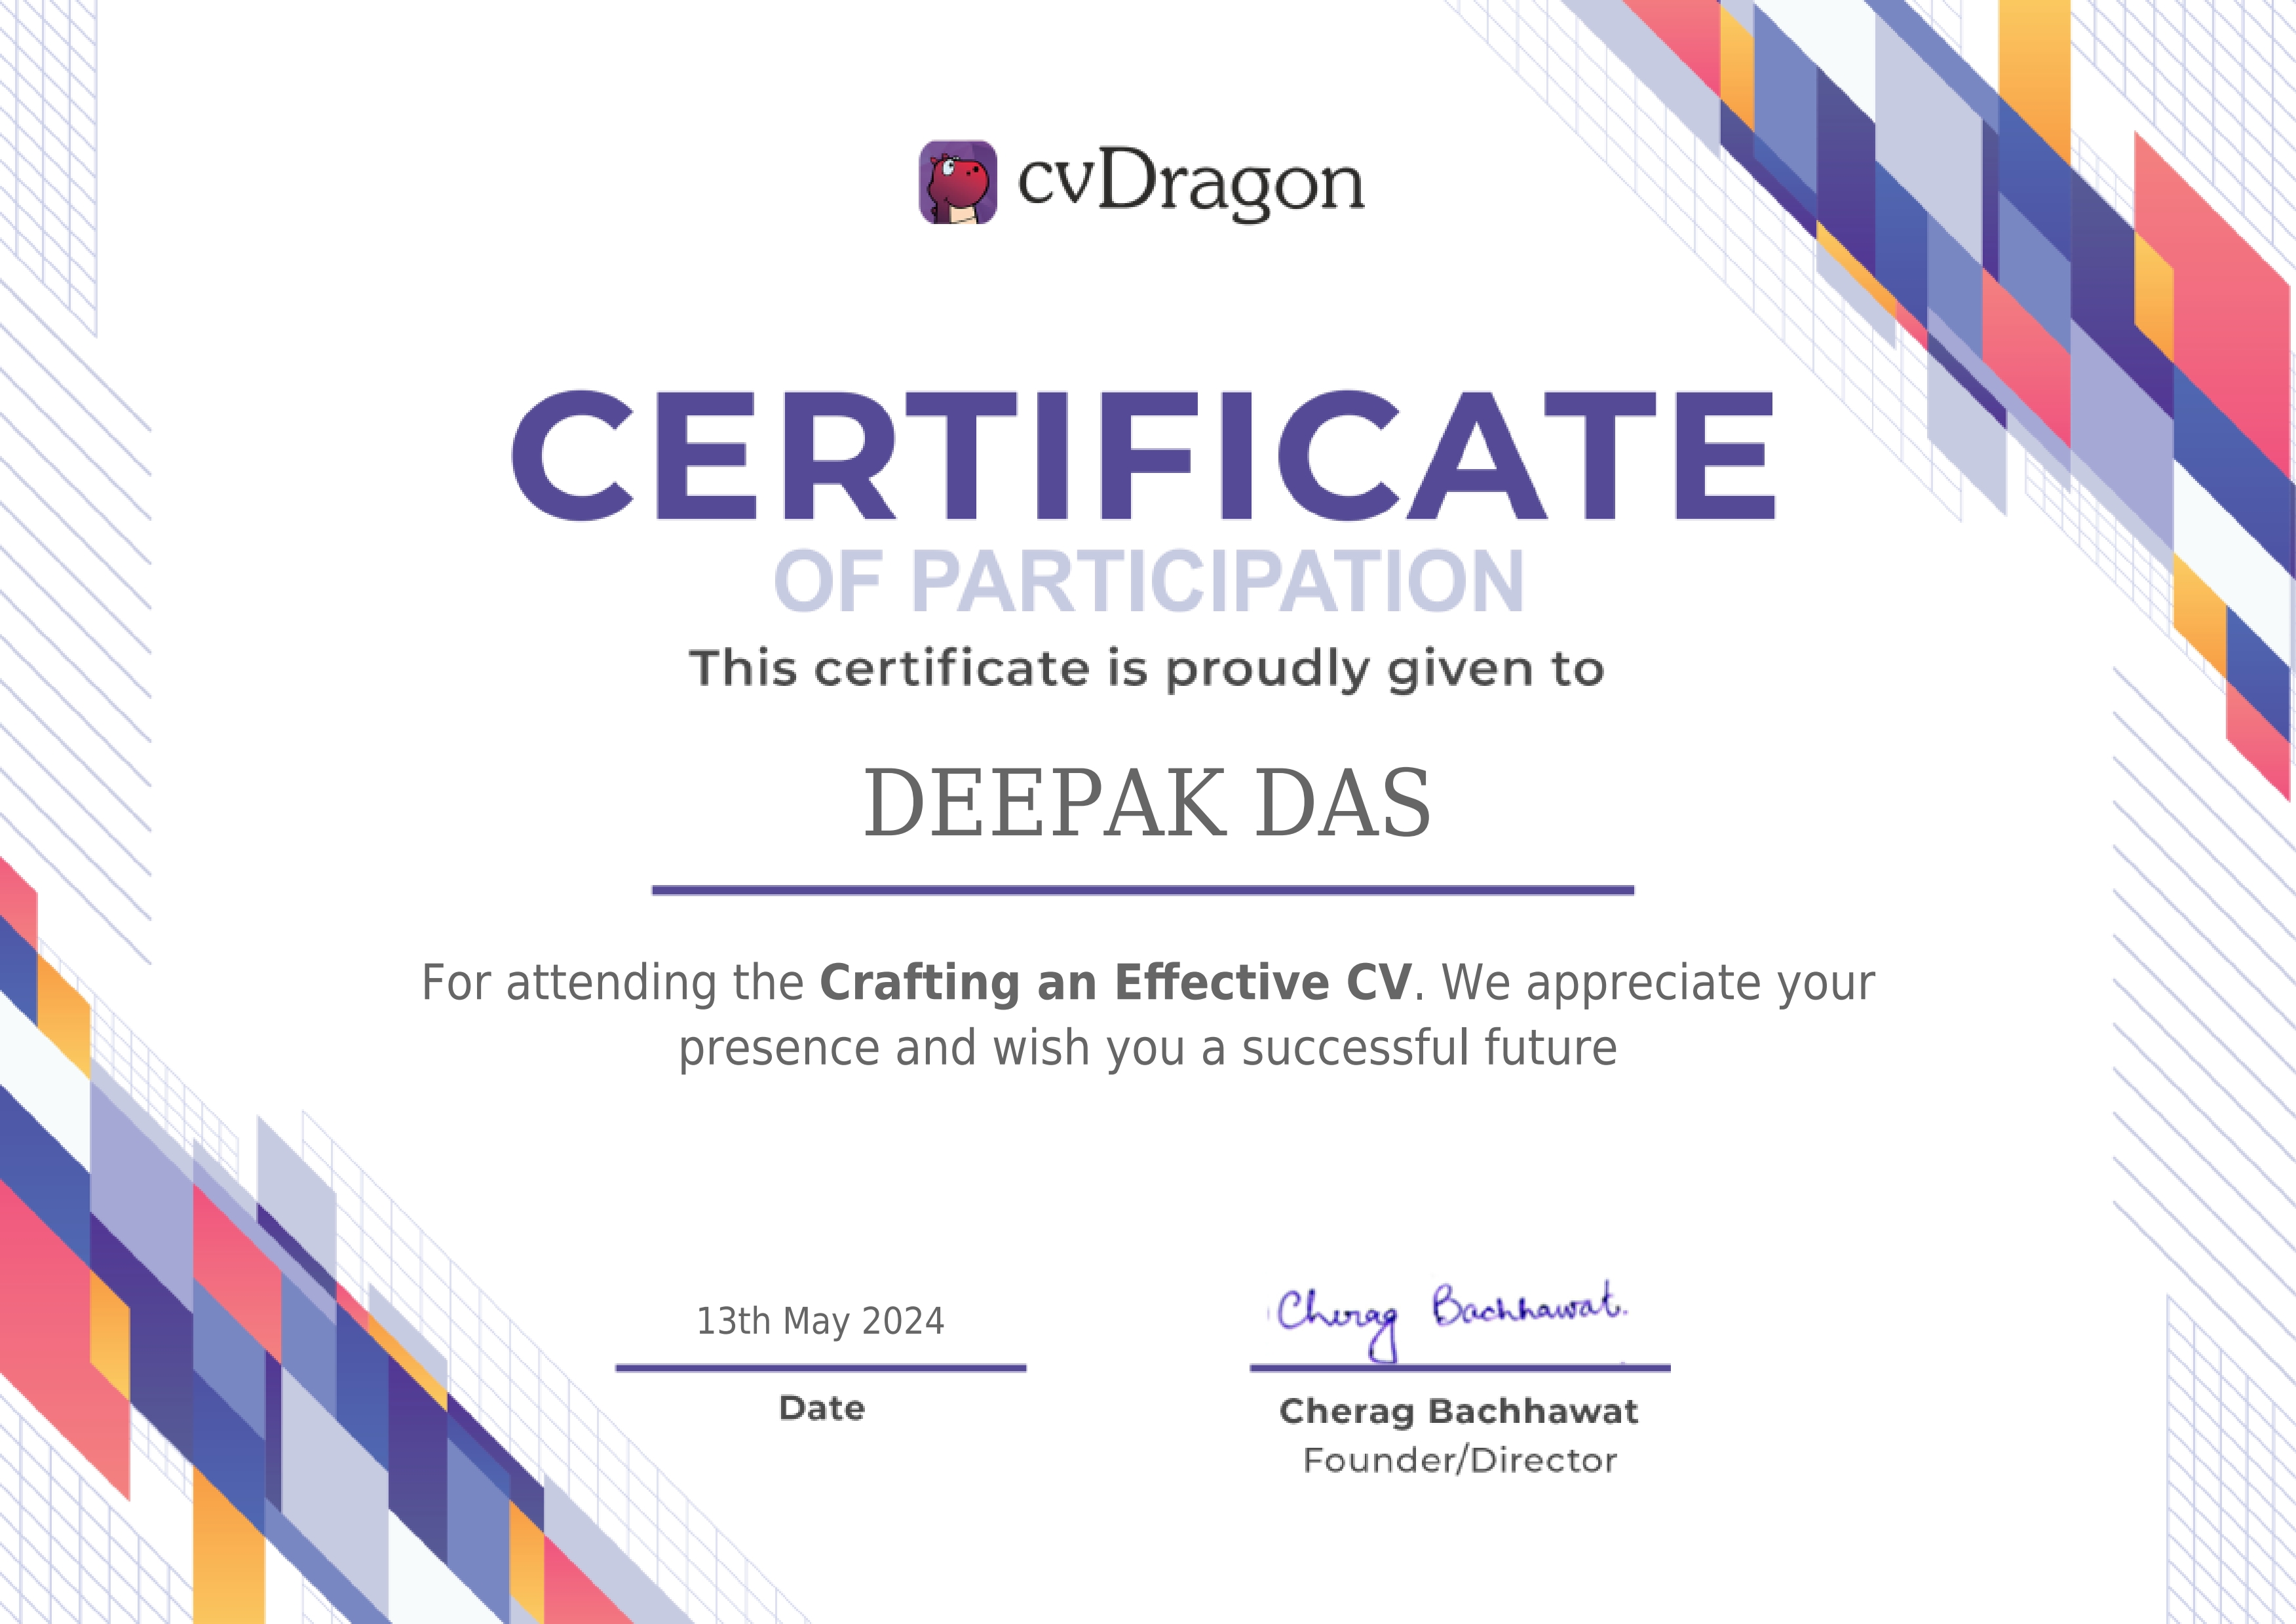 cvDragon
CERTIFICATE
OF PARTICIPATION
This certificate is proudly given to
DEEPAK DAS
For attending the Crafting an Effective CV. We appreciate your
presence and wish you a successful future
13th May 2024
Date
Cherag Bachhawat.
Cherag Bachhawat
Founder/Director